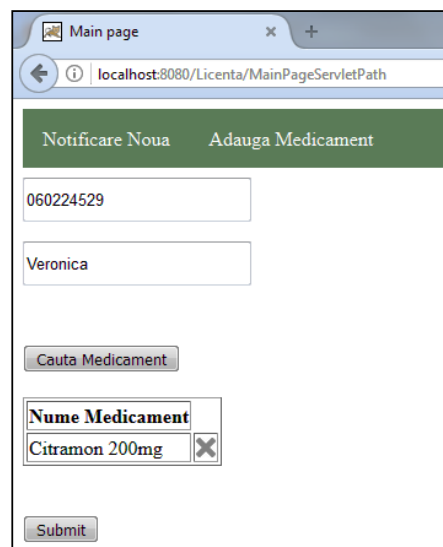 Main page
localhost:8080/Licenta/MainPageServletPath
Notificare Noua Adauga Medicament
060224529
Veronica
Cauta Medicament
Nume Medicament
Citramon 200mg
Submit